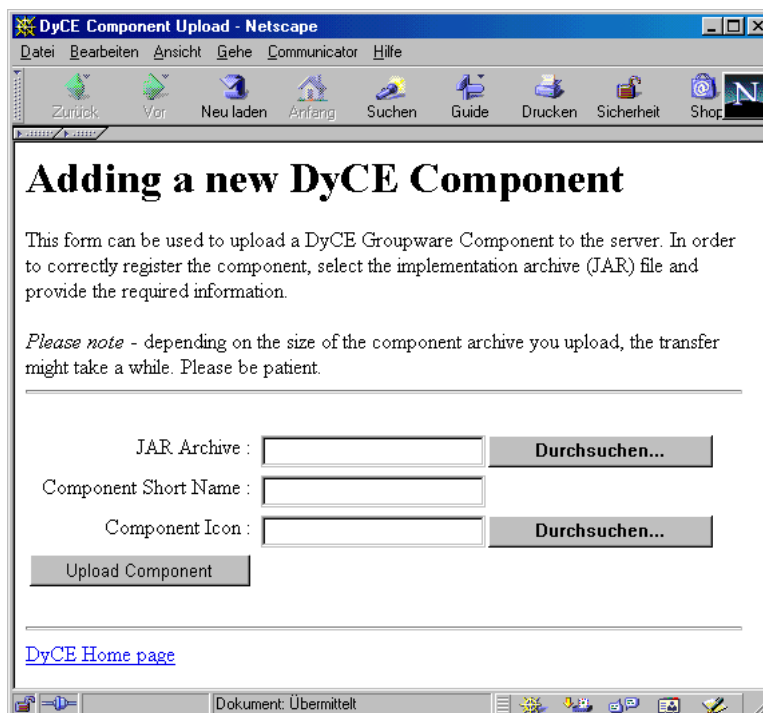 DyCE Component Upload - Netscape
Datei Bearbeiten Ansicht Gehe Communicator Hilfe
Zurück Vor Neu laden Anfang Suchen Guide Drucken Sicherheit Shop
N
Adding a new DyCE Component
This form can be used to upload a DyCE Groupware Component to the server. In order
to correctly register the component, select the implementation archive (JAR) file and
provide the required information.
Please note - depending on the size of the component archive you upload, the transfer
might take a while. Please be patient.
JAR Archive : Durchsuchen...
Component Short Name :
Component Icon : Durchsuchen...
Upload Component
DyCE Home page
Dokument: Übermittelt